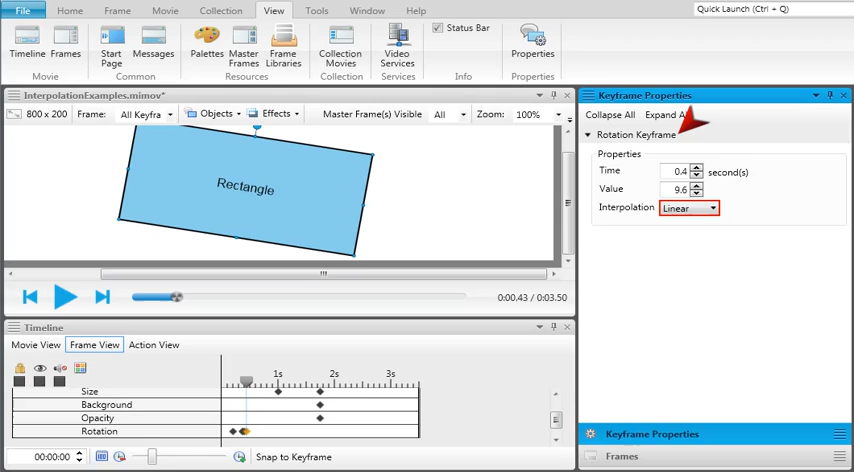 File Home Frame Movie Collection View Tools Window Help Quick Launch (Ctrl + Q)
Timeline Frames Start Page Messages Palettes Master Frames Frame Libraries Collection Movies Video Services Status Bar Properties
Movie Common Resources Collection Services Info Properties
InterpolationExamples.mimov*
800 x 200 Frame: All Keyfra Objects Effects Master Frame(s) Visible All Zoom: 100%
Rectangle
0:00.43 / 0:03.50
Keyframe Properties
Collapse All Expand A
Rotation Keyframe
Properties
Time 0.4 second(s)
Value 9.6
Interpolation Linear
Timeline
Movie View Frame View Action View
1s 2s 3s
Size
Background
Opacity
Rotation
00:00:00 Snap to Keyframe
Keyframe Properties
Frames